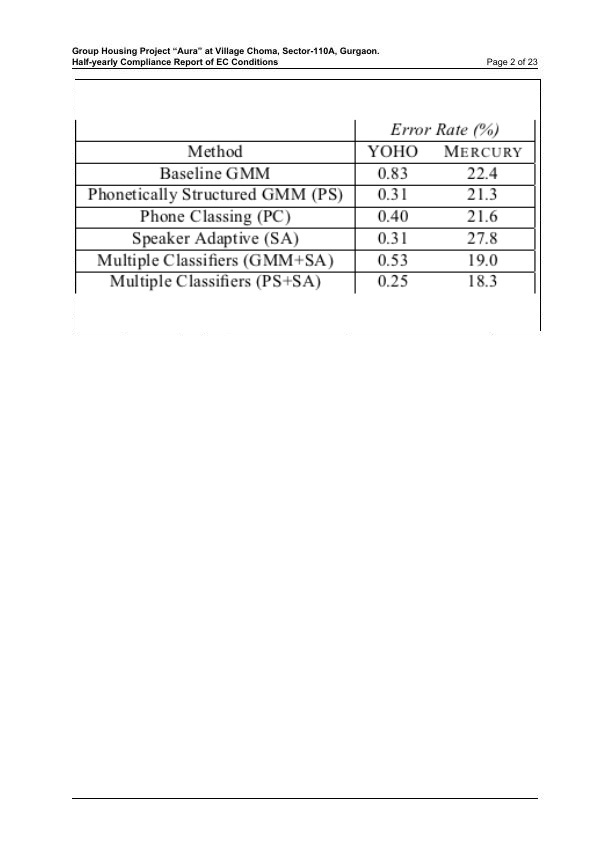 Group Housing Project “Aura” at Village Choma, Sector-110A, Gurgaon.
Half-yearly Compliance Report of EC Conditions Page 2 of 23
Error Rate (%)
Method YOHO MERCURY
Baseline GMM 0.83 22.4
Phonetically Structured GMM (PS) 0.31 21.3
Phone Classing (PC) 0.40 21.6
Speaker Adaptive (SA) 0.31 27.8
Multiple Classifiers (GMM+SA) 0.53 19.0
Multiple Classifiers (PS+SA) 0.25 18.3